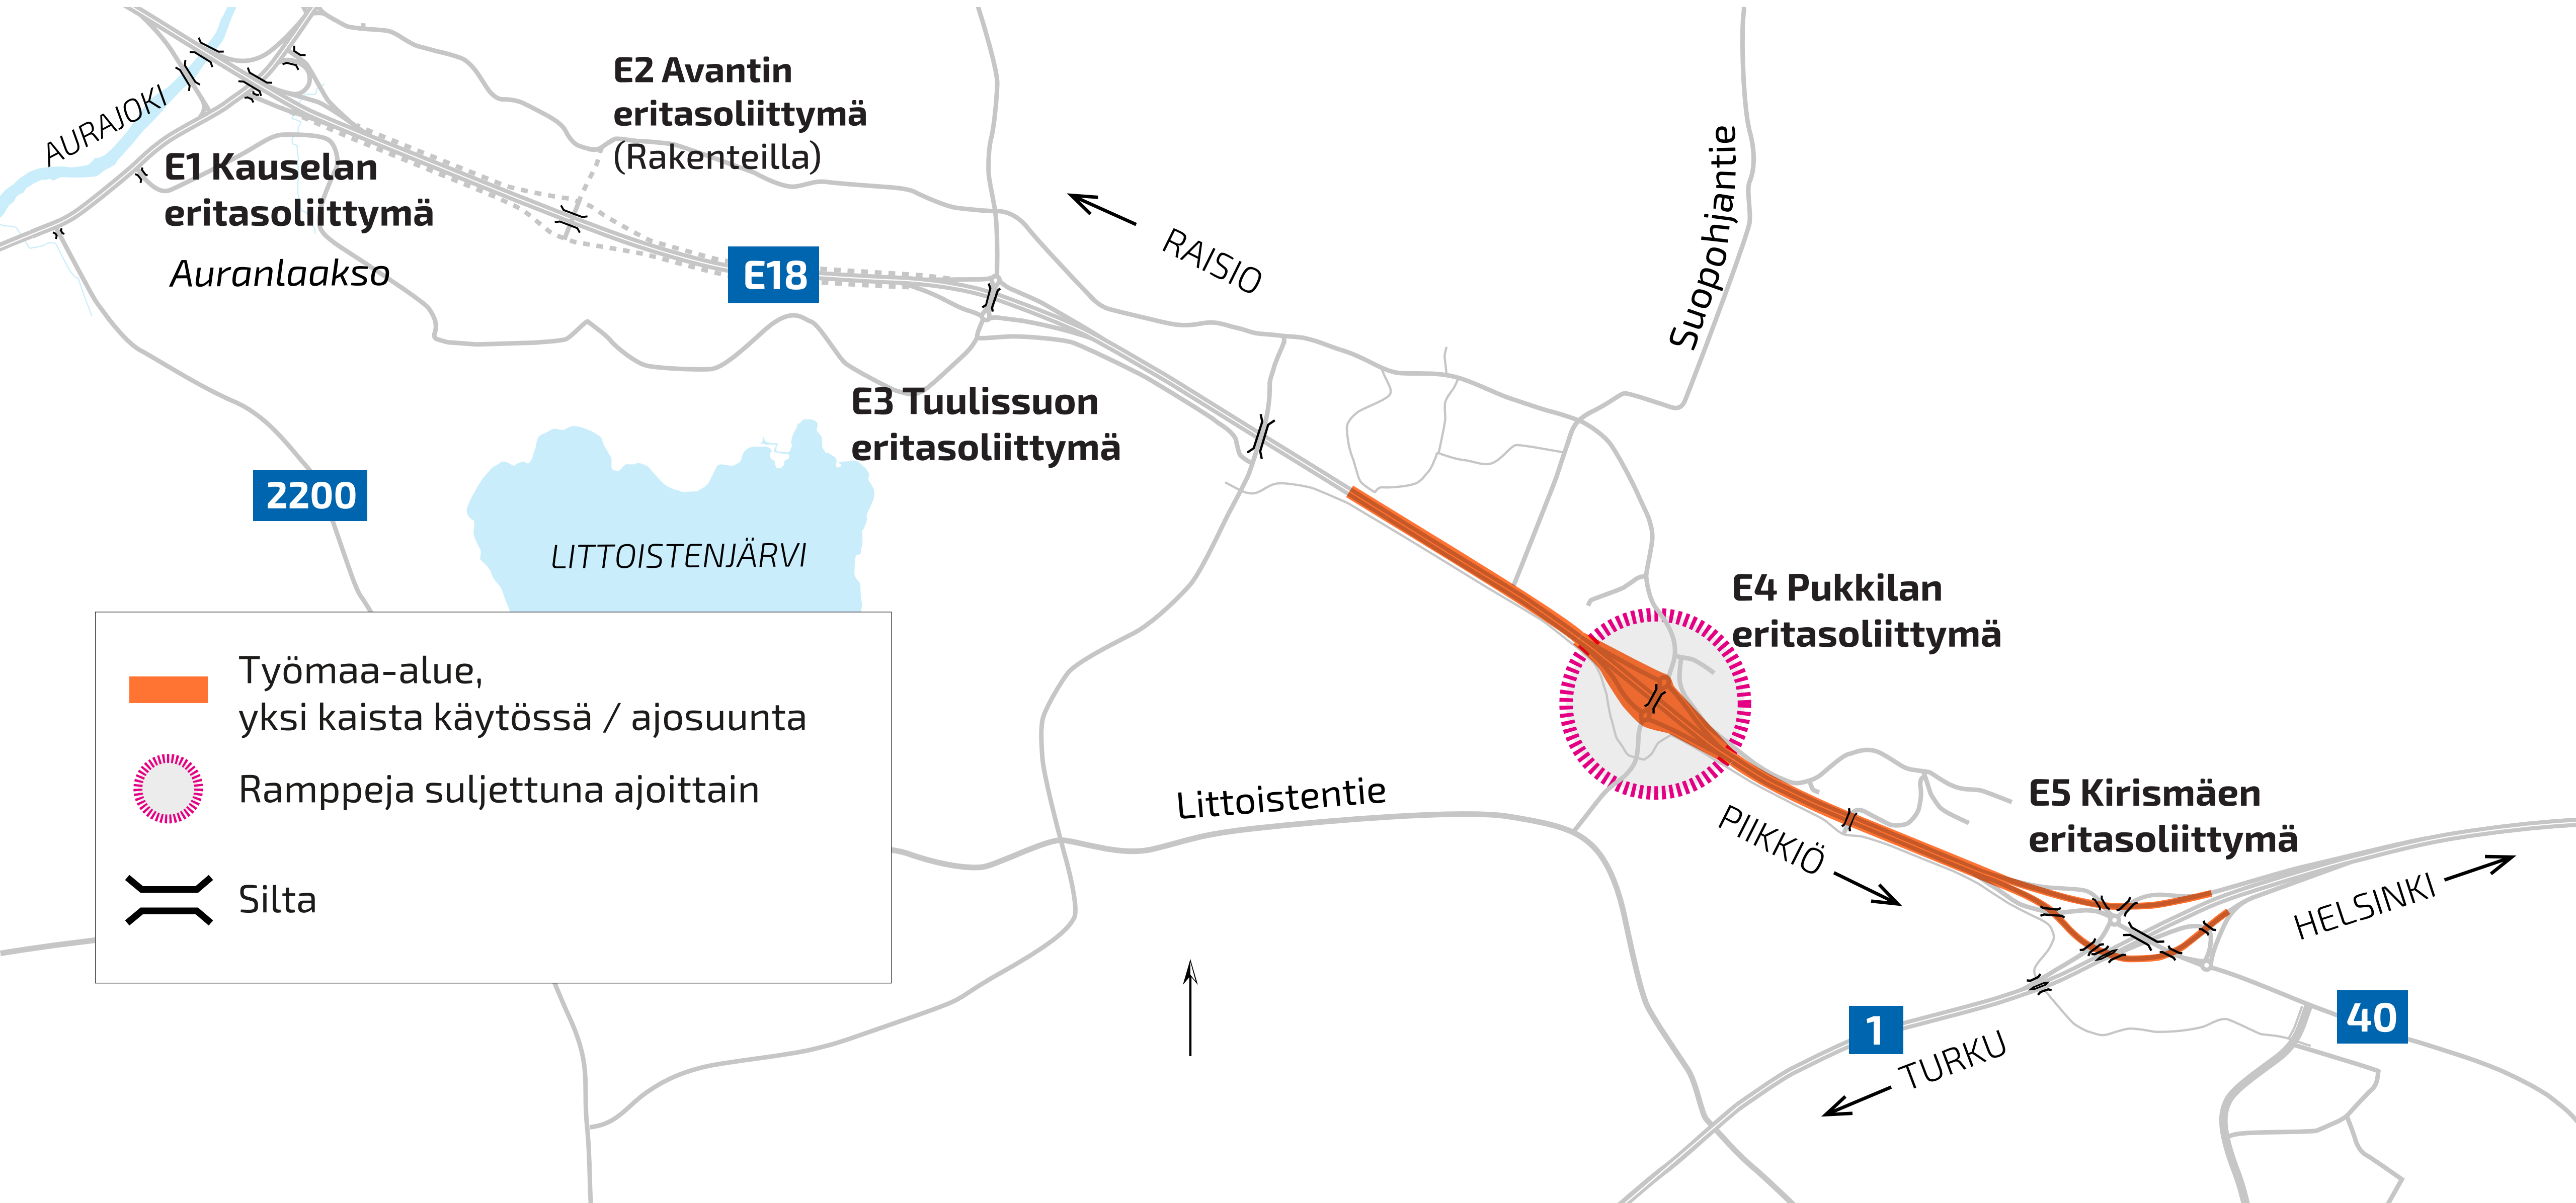 AURAJOKI
E1 Kauselan
eritasoliittymä
Auranlaakso
E2 Avantin
eritasoliittymä
(Rakenteilla)
E18
RAISIO
Suopohjantie
E3 Tuulissuon
eritasoliittymä
2200
LITTOISTENJÄRVI
E4 Pukkilan
eritasoliittymä
Työmaa-alue,
yksi kaista käytössä / ajosuunta
Ramppeja suljettuna ajoittain
Silta
Littoistentie
PIIKKIÖ
E5 Kirismäen
eritasoliittymä
HELSINKI
1
TURKU
40